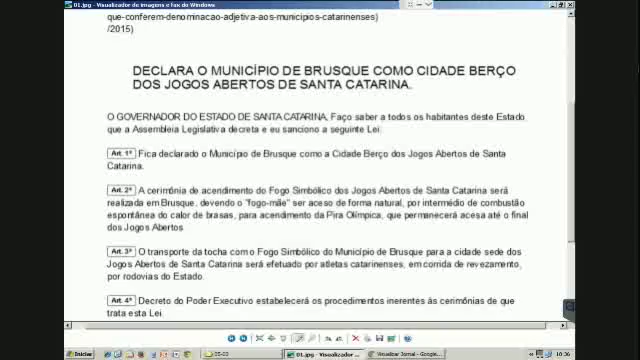 01.jpg - Visualizador de imagens e fax do Windows
que-conferem-denominacao-adjetiva-aos-municipios-catarinenses)
/2015)
DECLARA O MUNICÍPIO DE BRUSQUE COMO CIDADE BERÇO
DOS JOGOS ABERTOS DE SANTA CATARINA.
O GOVERNADOR DO ESTADO DE SANTA CATARINA, Faço saber a todos os habitantes deste Estado
que a Assembleia Legislativa decreta e eu sanciono a seguinte Lei:
Art. 1º Fica declarado o Município de Brusque como a Cidade Berço dos Jogos Abertos de Santa
Catarina.
Art. 2º A cerimônia de acendimento do Fogo Simbólico dos Jogos Abertos de Santa Catarina será
realizada em Brusque, devendo o "fogo-mãe" ser aceso de forma natural, por intermédio de combustão
espontânea do calor de brasas, para acendimento da Pira Olímpica, que permanecerá acesa até o final
dos Jogos Abertos.
Art. 3º O transporte da tocha com o Fogo Simbólico do Município de Brusque para a cidade sede dos
Jogos Abertos de Santa Catarina será efetuado por atletas catarinenses, em corrida de revezamento,
por rodovias do Estado.
Art. 4º Decreto do Poder Executivo estabelecerá os procedimentos inerentes às cerimônias de que
trata esta Lei.
Iniciar 05-03 01.jpg - Visualizador ... Visualizar Jornal - Google... 10:36